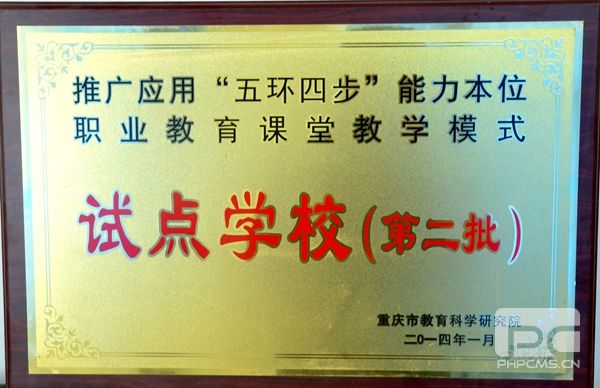 推广应用“五环四步”能力本位
职业教育课堂教学模式
试点学校(第二批)
重庆市教育科学研究院
二〇一四年一月
PC
PHPCMS.CN